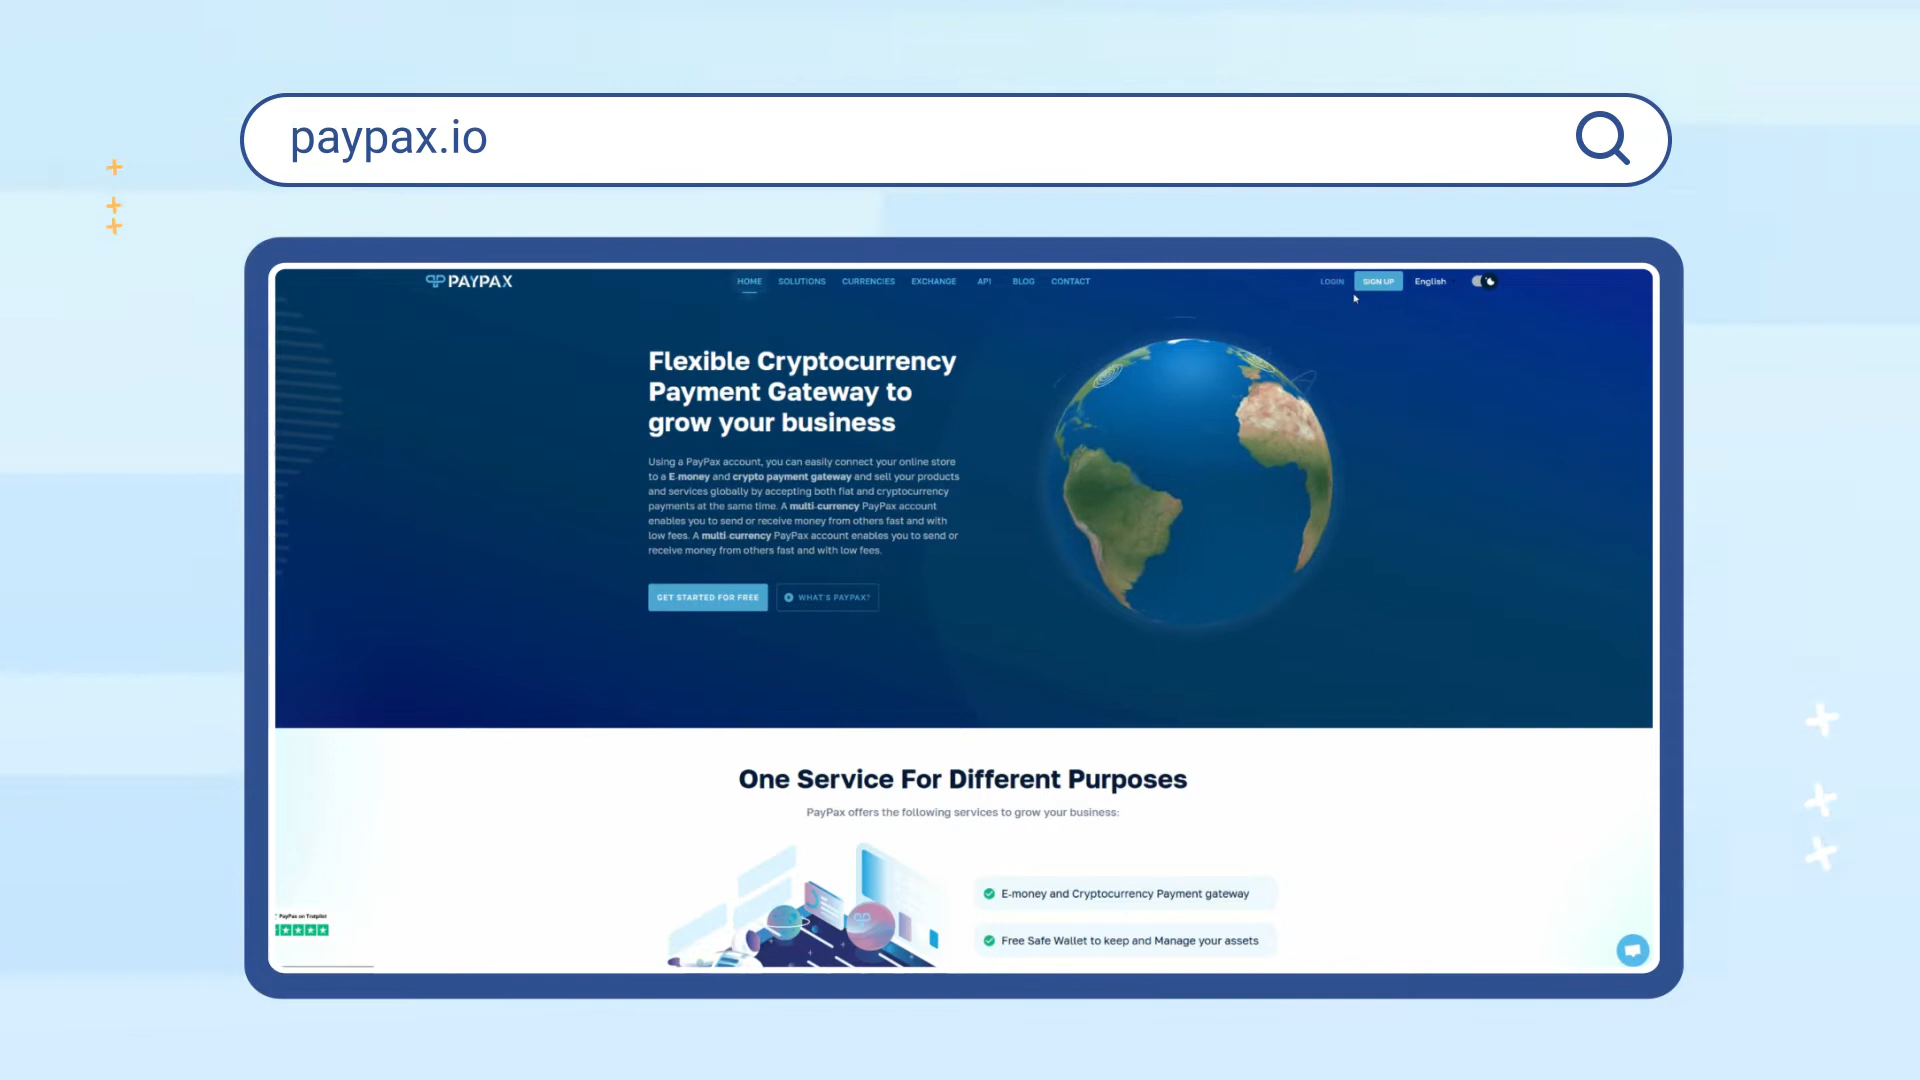 paypax.io
PAYPAX
HOME SOLUTIONS CURRENCIES EXCHANGE API BLOG CONTACT
LOGIN SIGN UP English
Flexible Cryptocurrency
Payment Gateway to
grow your business
Using a PayPax account, you can easily connect your online store
to a E-money and crypto payment gateway and sell your products
and services globally by accepting both fiat and cryptocurrency
payments at the same time. A multi-currency PayPax account
enables you to send or receive money from others fast and with
low fees. A multi-currency PayPax account enables you to send or
receive money from others fast and with low fees.
GET STARTED FOR FREE WHAT'S PAYPAX?
One Service For Different Purposes
PayPax offers the following services to grow your business:
E-money and Cryptocurrency Payment gateway
PayPax on Trustpilot
Free Safe Wallet to keep and Manage your assets